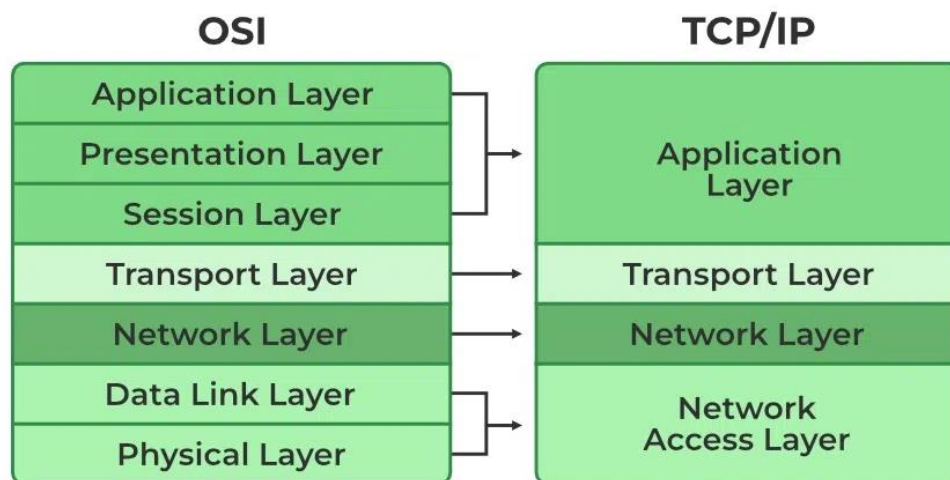 OSI
Application Layer
Presentation Layer
Session Layer
Transport Layer
Network Layer
Data Link Layer
Physical Layer
TCP/IP
Application
Layer
Transport Layer
Network Layer
Network
Access Layer